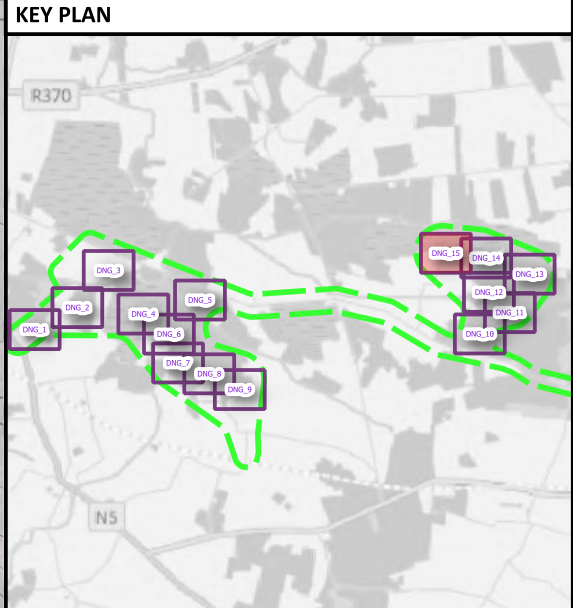 KEY PLAN
R370
DNG_15
DNG_14
DNG_3
DNG_13
DNG_12
DNG_5
DNG_2
DNG_4
DNG_11
DNG_1
DNG_6
DNG_10
DNG_7
DNG_8
DNG_9
N5